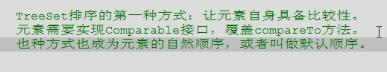 TreeSet排序的第一种方式：让元素自身具备比较性。
元素需要实现Comparable接口，覆盖compareTo方法。
也种方式也成为元素的自然顺序，或者叫做默认顺序。